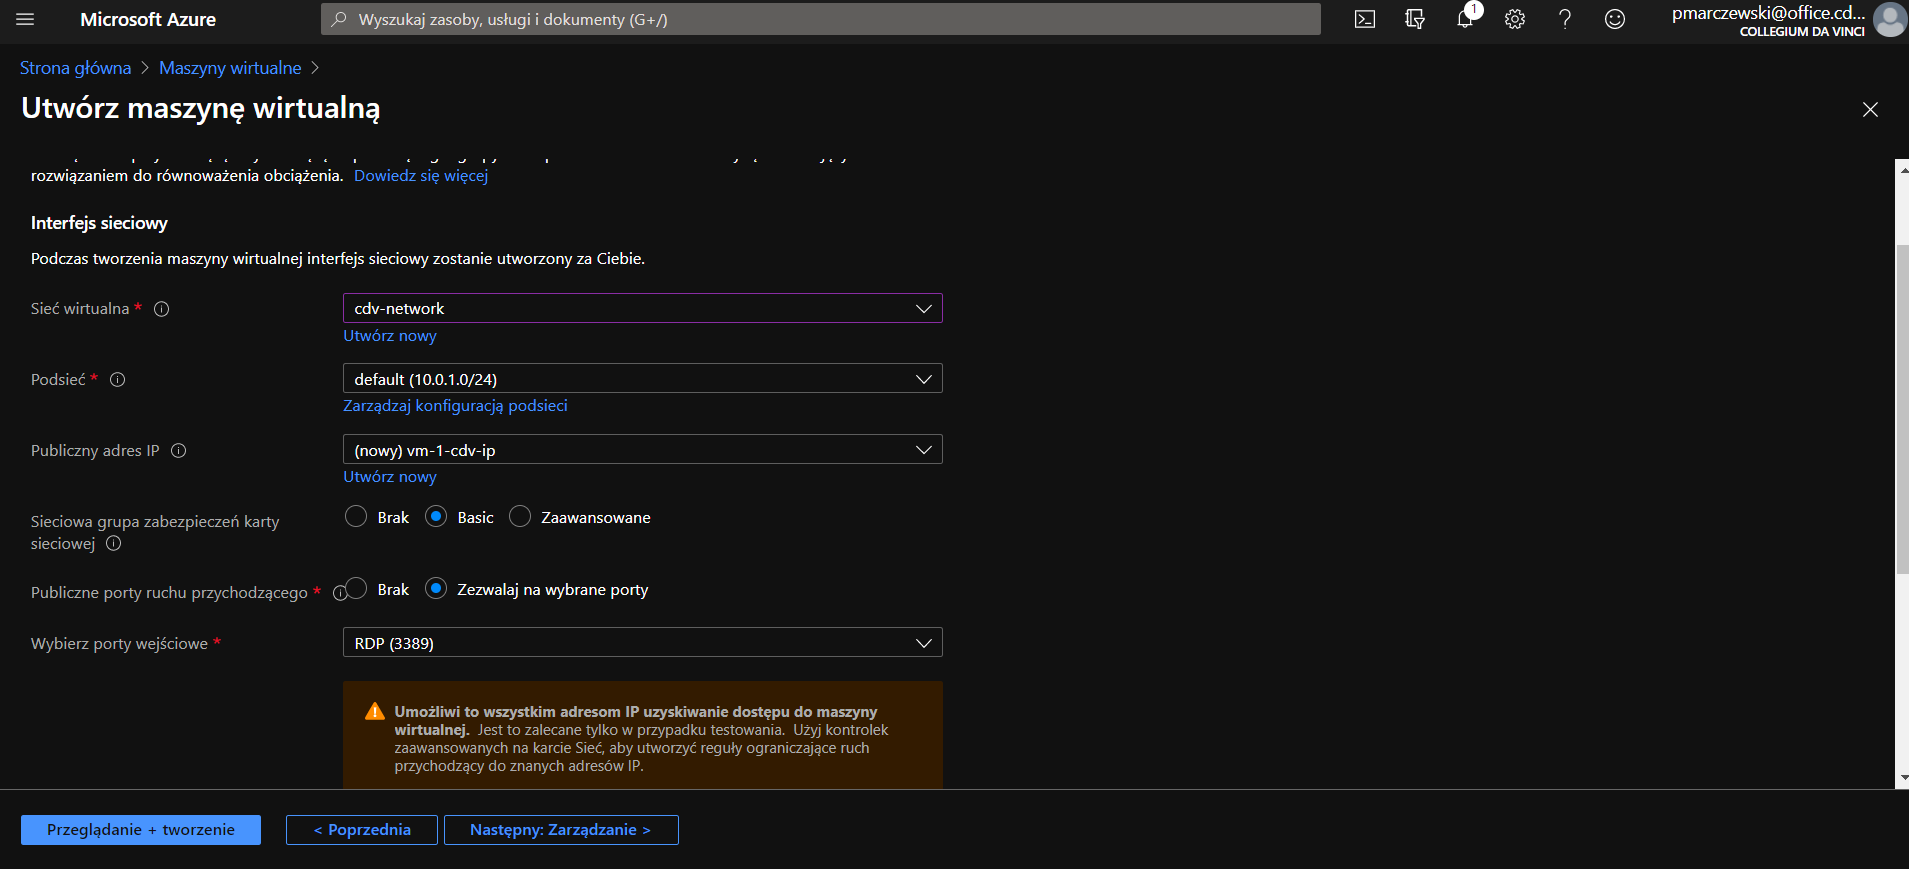 Microsoft Azure
Wyszukaj zasoby, usługi i dokumenty (G+/)
1
pmarczewski@office.cd...
COLLEGIUM DA VINCI
Strona główna > Maszyny wirtualne >
Utwórz maszynę wirtualną
rozwiązaniem do równoważenia obciążenia. Dowiedz się więcej
Interfejs sieciowy
Podczas tworzenia maszyny wirtualnej interfejs sieciowy zostanie utworzony za Ciebie.
Sieć wirtualna *
cdv-network
Utwórz nowy
Podsieć *
default (10.0.1.0/24)
Zarządzaj konfiguracją podsieci
Publiczny adres IP
(nowy) vm-1-cdv-ip
Utwórz nowy
Sieciowa grupa zabezpieczeń karty
sieciowej
Brak Basic Zaawansowane
Publiczne porty ruchu przychodzącego *
Brak Zezwalaj na wybrane porty
Wybierz porty wejściowe *
RDP (3389)
Umożliwi to wszystkim adresom IP uzyskiwanie dostępu do maszyny
wirtualnej. Jest to zalecane tylko w przypadku testowania. Użyj kontrolek
zaawansowanych na karcie Sieć, aby utworzyć reguły ograniczające ruch
przychodzący do znanych adresów IP.
Przeglądanie + tworzenie
< Poprzednia
Następny: Zarządzanie >